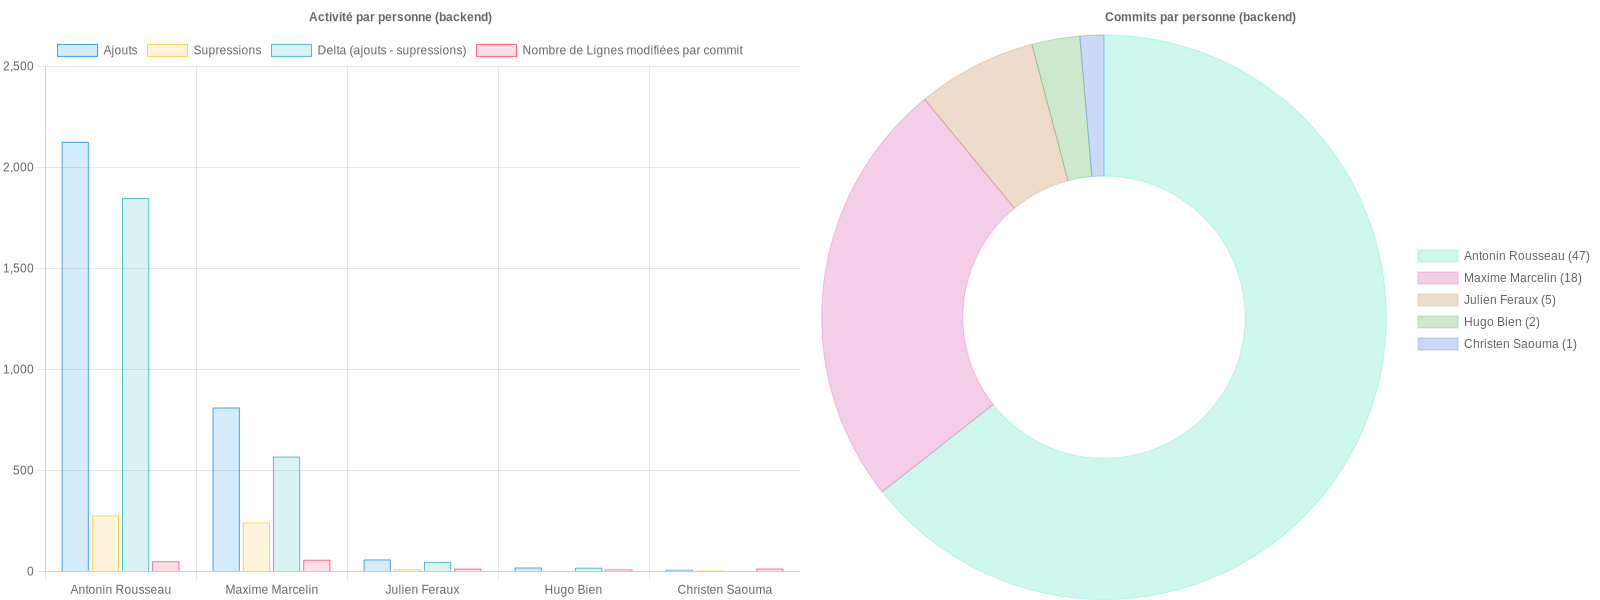 Activité par personne (backend)
Ajouts
Supressions
Delta (ajouts - supressions)
Nombre de Lignes modifiées par commit
2,500
2,000
1,500
1,000
500
0
Antonin Rousseau
Maxime Marcelin
Julien Feraux
Hugo Bien
Christen Saouma
Commits par personne (backend)
Antonin Rousseau (47)
Maxime Marcelin (18)
Julien Feraux (5)
Hugo Bien (2)
Christen Saouma (1)